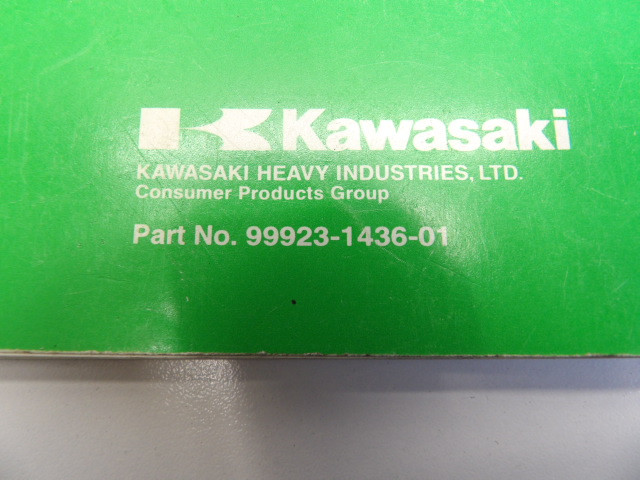 Kawasaki
KAWASAKI HEAVY INDUSTRIES, LTD.
Consumer Products Group
Part No. 99923-1436-01